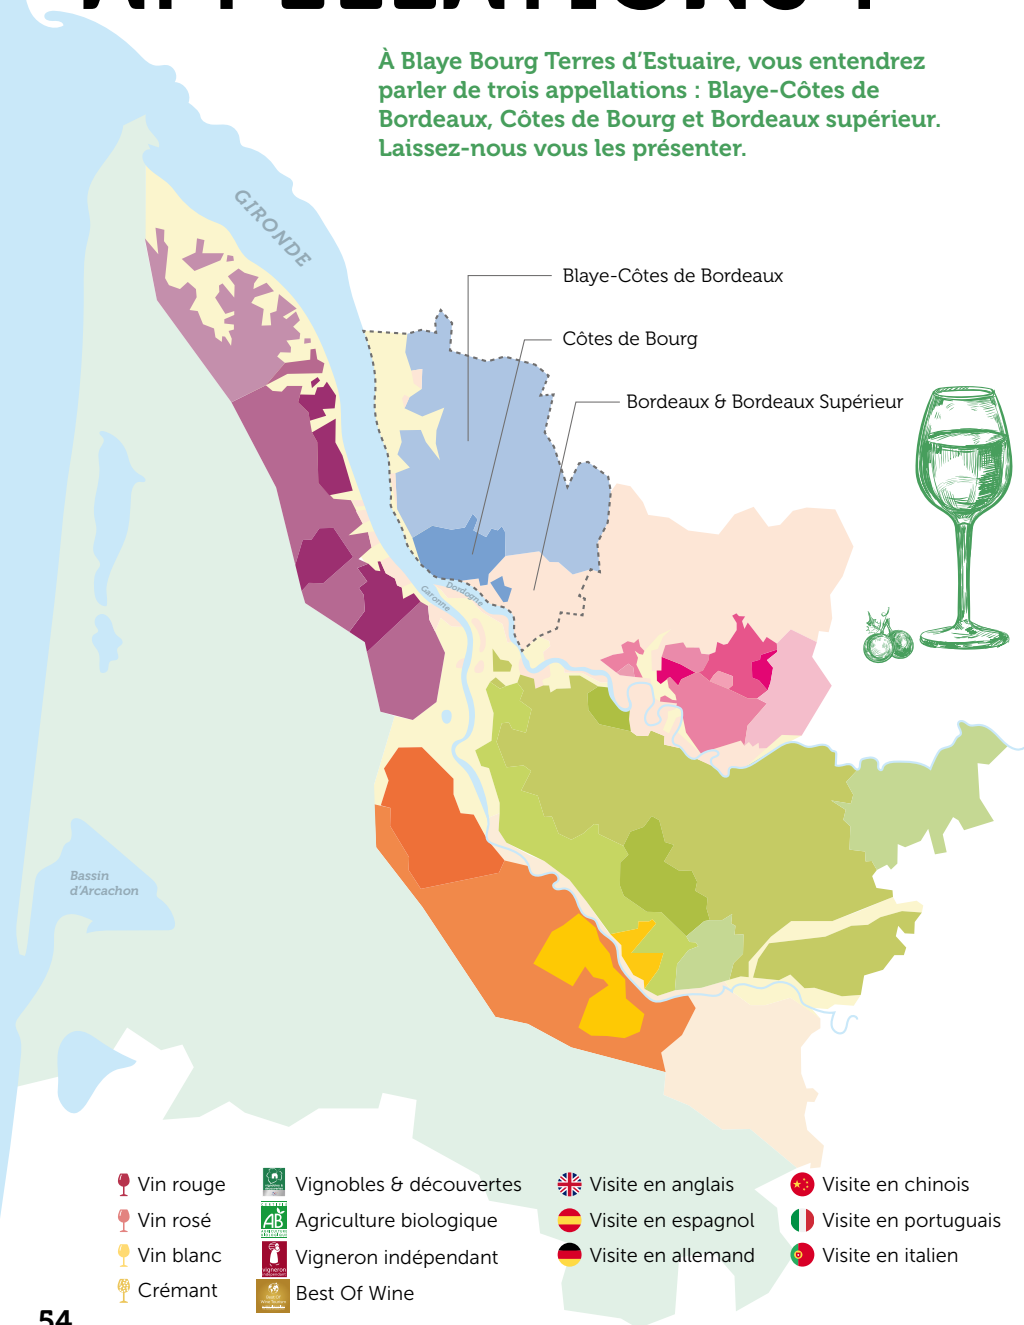 APPELLATIONS !
À Blaye Bourg Terres d'Estuaire, vous entendrez
parler de trois appellations : Blaye-Côtes de
Bordeaux, Côtes de Bourg et Bordeaux supérieur.
Laissez-nous vous les présenter.
GIRONDE
Blaye-Côtes de Bordeaux
Côtes de Bourg
Bordeaux & Bordeaux Supérieur
Garonne
Dordogne
Bassin
d'Arcachon
Vin rouge
Vin rosé
Vin blanc
Crémant
Vignobles & découvertes
AB
Agriculture biologique
vigneron
Vigneron indépendant
Best Of Wine
Visite en anglais
Visite en espagnol
Visite en allemand
Visite en chinois
Visite en portuguais
Visite en italien
54